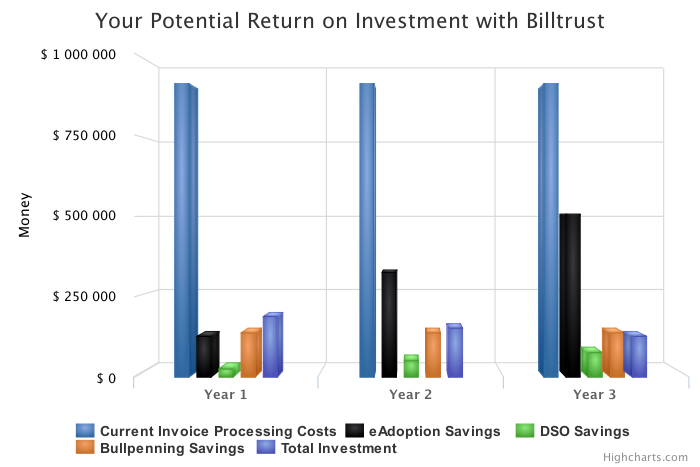 Your Potential Return on Investment with Billtrust
$ 1 000 000
$ 750 000
$ 500 000
$ 250 000
$ 0
Money
Year 1 Year 2 Year 3
Current Invoice Processing Costs eAdoption Savings DSO Savings
Bullpenning Savings Total Investment
Highcharts.com